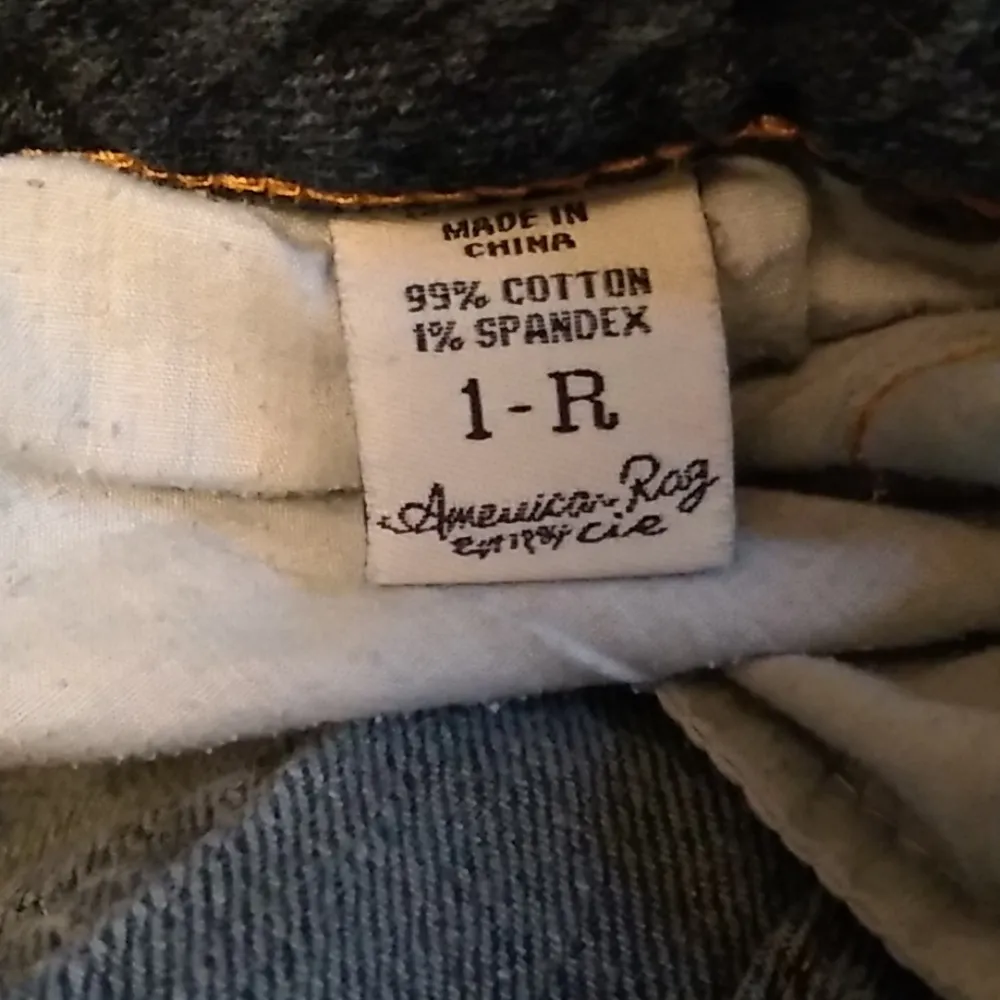 MADE IN
CHINA
99% COTTON
1% SPANDEX
1-R
American Rag
cie